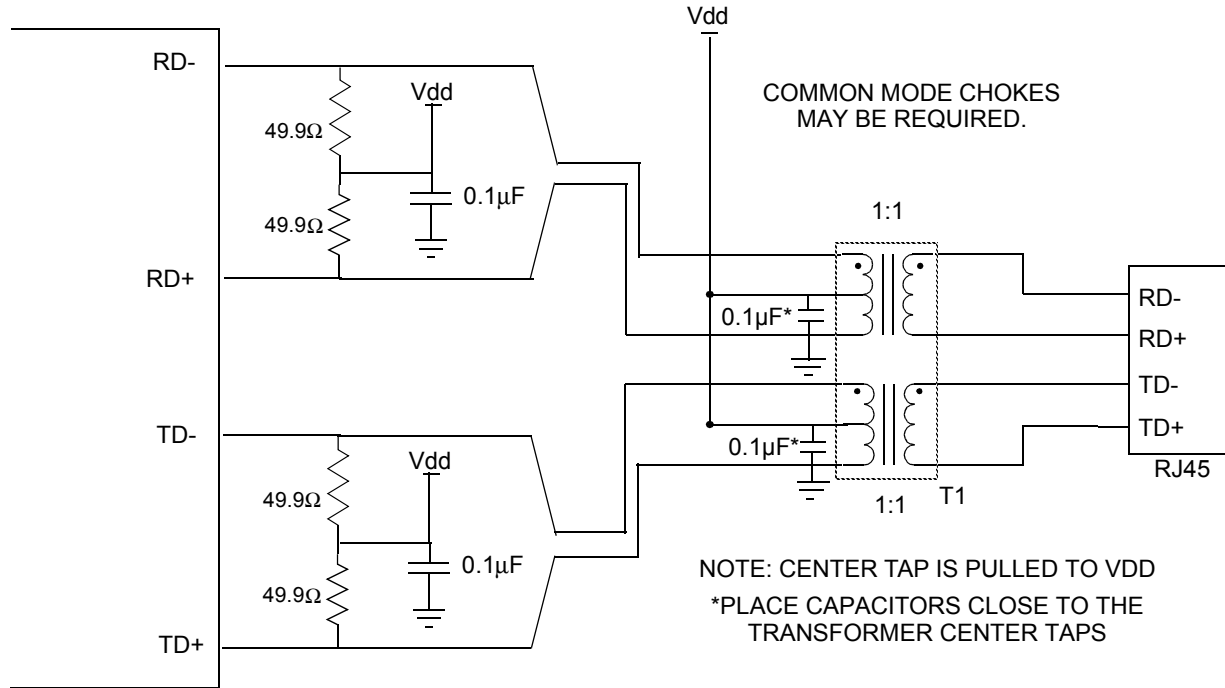 Vdd
RD-
COMMON MODE CHOKES
MAY BE REQUIRED.
Vdd
49.9Ω
0.1μF
49.9Ω
1:1
RD+
RD-
0.1µF*
RD+
TD-
TD-
TD+
Vdd
0.1µF*
RJ45
49.9Ω
1:1
T1
0.1μF
NOTE: CENTER TAP IS PULLED TO VDD
49.9Ω
*PLACE CAPACITORS CLOSE TO THE
TRANSFORMER CENTER TAPS
TD+